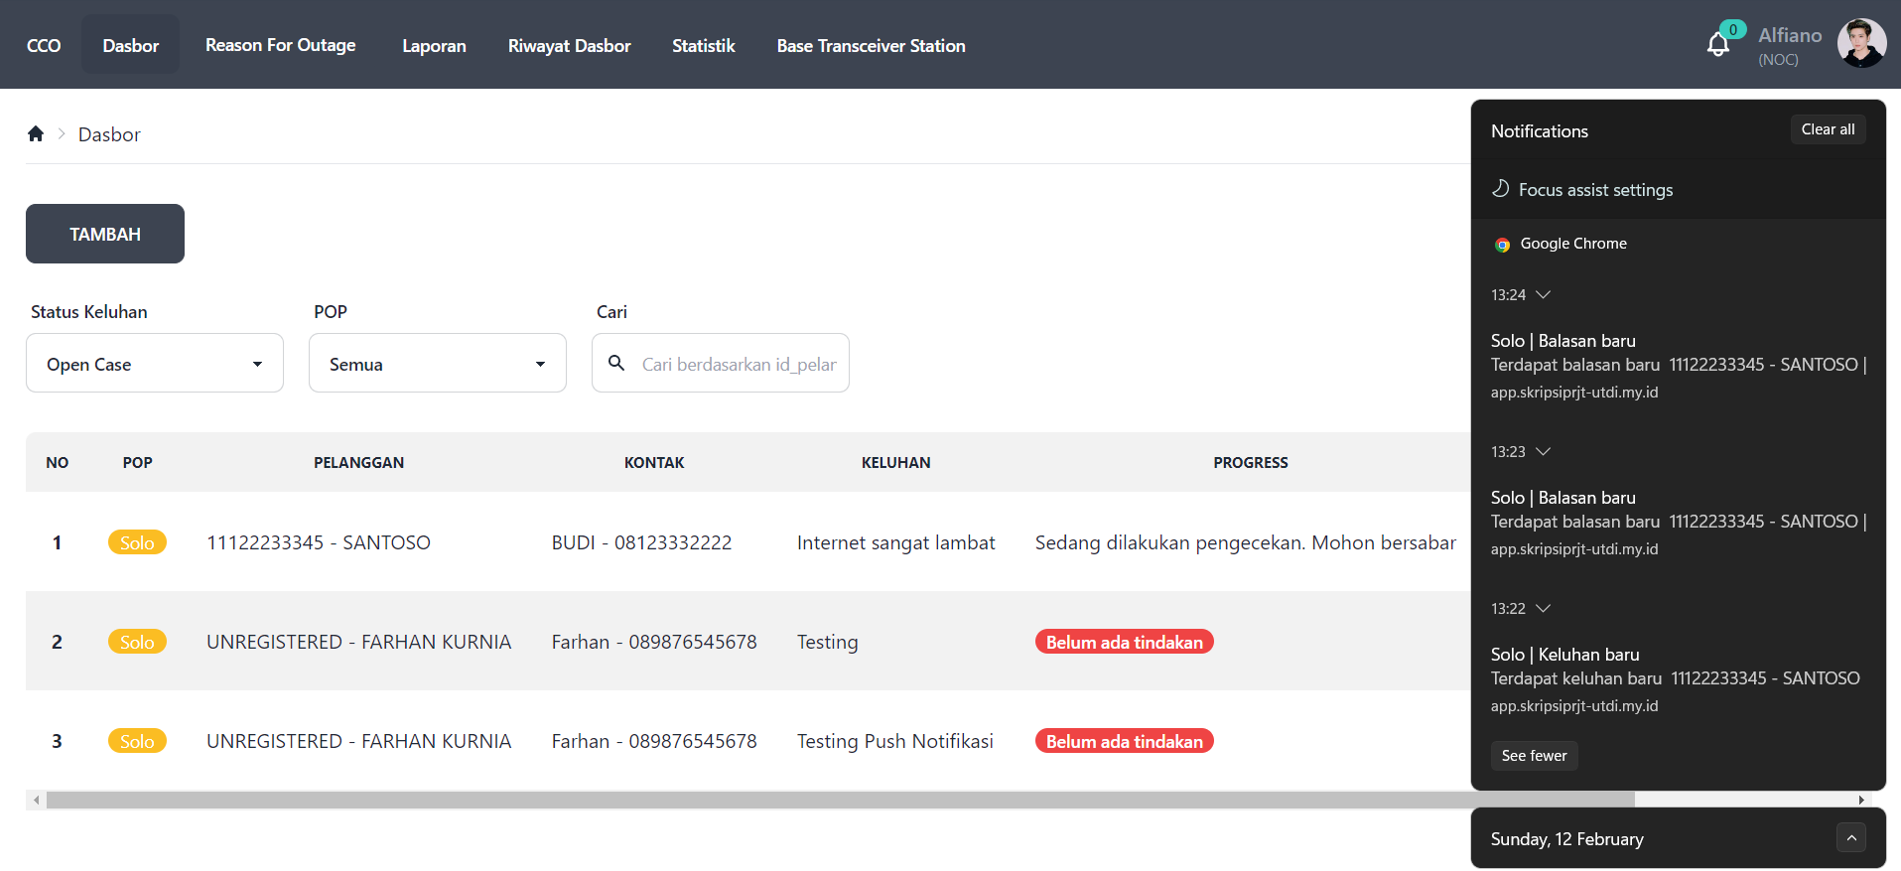 CCO Dasbor Reason For Outage Laporan Riwayat Dasbor Statistik Base Transceiver Station
0
Alfiano
(NOC)
Dasbor
TAMBAH
Status Keluhan POP Cari
Open Case Semua Cari berdasarkan id_pelar
NO POP PELANGGAN KONTAK KELUHAN PROGRESS
1 Solo 11122233345 - SANTOSO BUDI - 08123332222 Internet sangat lambat Sedang dilakukan pengecekan. Mohon bersabar
2 Solo UNREGISTERED - FARHAN KURNIA Farhan - 089876545678 Testing Belum ada tindakan
3 Solo UNREGISTERED - FARHAN KURNIA Farhan - 089876545678 Testing Push Notifikasi Belum ada tindakan
Notifications Clear all
Focus assist settings
Google Chrome
13:24
Solo | Balasan baru
Terdapat balasan baru 11122233345 - SANTOSO |
app.skripsiprjt-utdi.my.id
13:23
Solo | Balasan baru
Terdapat balasan baru 11122233345 - SANTOSO |
app.skripsiprjt-utdi.my.id
13:22
Solo | Keluhan baru
Terdapat keluhan baru 11122233345 - SANTOSO
app.skripsiprjt-utdi.my.id
See fewer
Sunday, 12 February